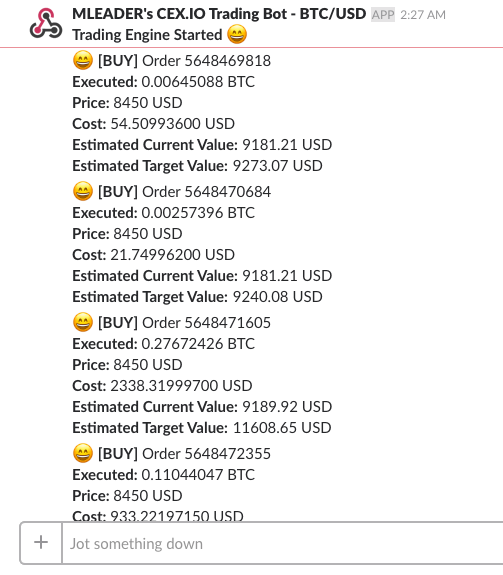 MLEADER's CEX.IO Trading Bot - BTC/USD APP 2:27 AM
Trading Engine Started 😄
😄 [BUY] Order 5648469818
Executed: 0.00645088 BTC
Price: 8450 USD
Cost: 54.50993600 USD
Estimated Current Value: 9181.21 USD
Estimated Target Value: 9273.07 USD
😄 [BUY] Order 5648470684
Executed: 0.00257396 BTC
Price: 8450 USD
Cost: 21.74996200 USD
Estimated Current Value: 9181.21 USD
Estimated Target Value: 9240.08 USD
😄 [BUY] Order 5648471605
Executed: 0.27672426 BTC
Price: 8450 USD
Cost: 2338.31999700 USD
Estimated Current Value: 9189.92 USD
Estimated Target Value: 11608.65 USD
😄 [BUY] Order 5648472355
Executed: 0.11044047 BTC
Price: 8450 USD
Cost: 933.22197150 USD
Jot something down